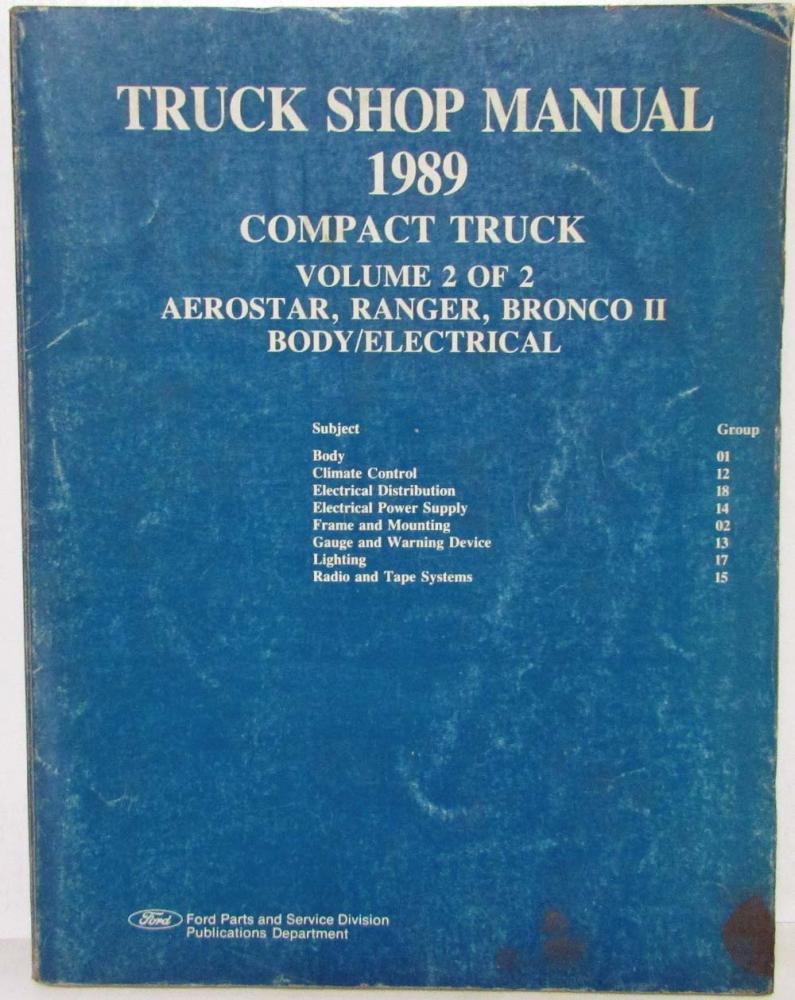 TRUCK SHOP MANUAL
1989
COMPACT TRUCK
VOLUME 2 OF 2
AEROSTAR, RANGER, BRONCO II
BODY/ELECTRICAL
Subject Group
Body 01
Climate Control 12
Electrical Distribution 18
Electrical Power Supply 14
Frame and Mounting 02
Gauge and Warning Device 13
Lighting 17
Radio and Tape Systems 15
Ford Ford Parts and Service Division
Publications Department